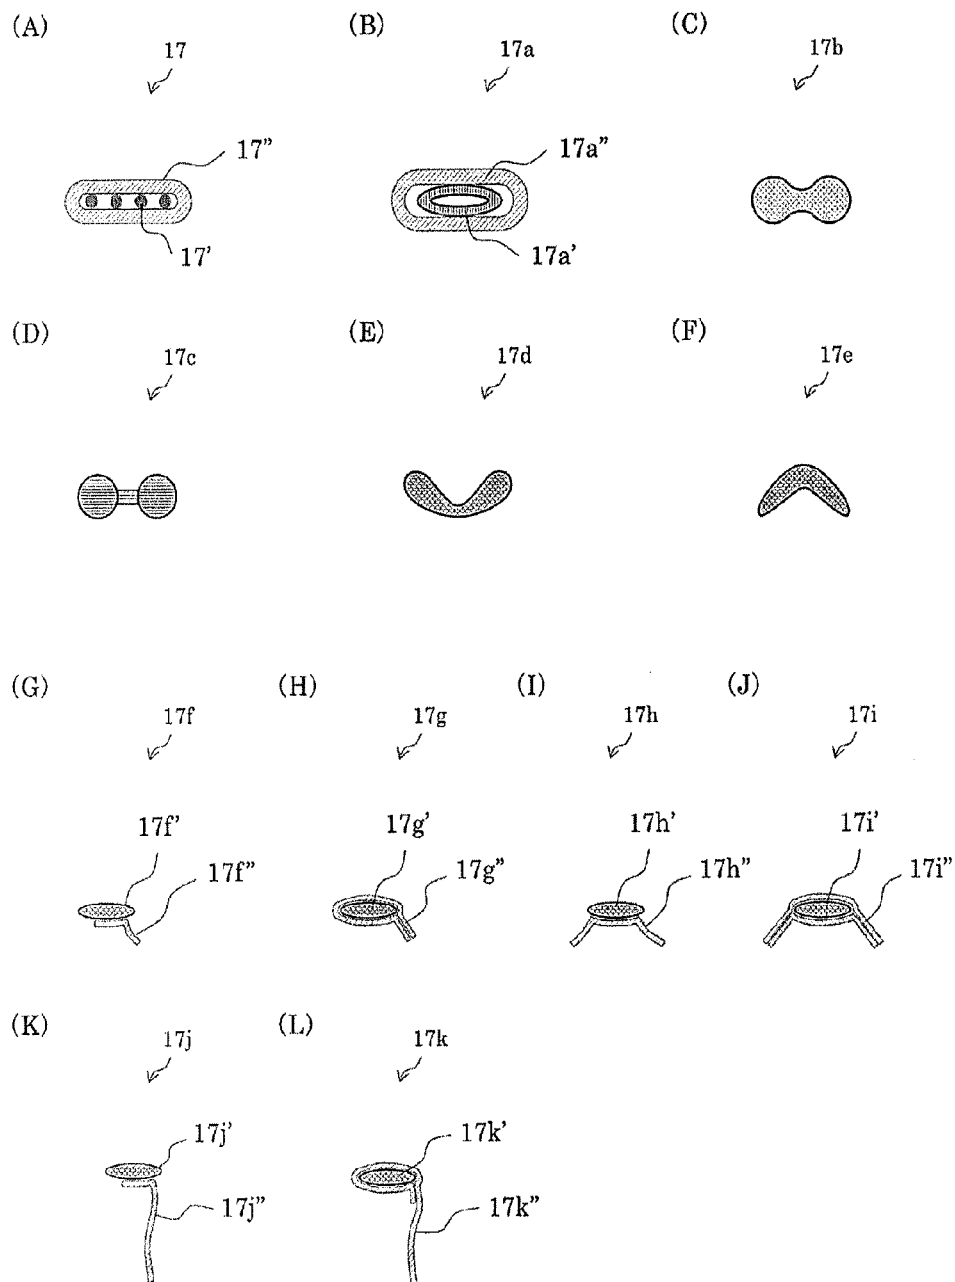 (A) (B) (C)
17 17a 17b
17” 17a”
17’ 17a’
(D) (E) (F)
17c 17d 17e
(G) (H) (I) (J)
17f 17g 17h 17i
17f’ 17g’ 17h’ 17i’
17f” 17g” 17h” 17i”
(K) (L)
17j 17k
17j’ 17k’
17j” 17k”